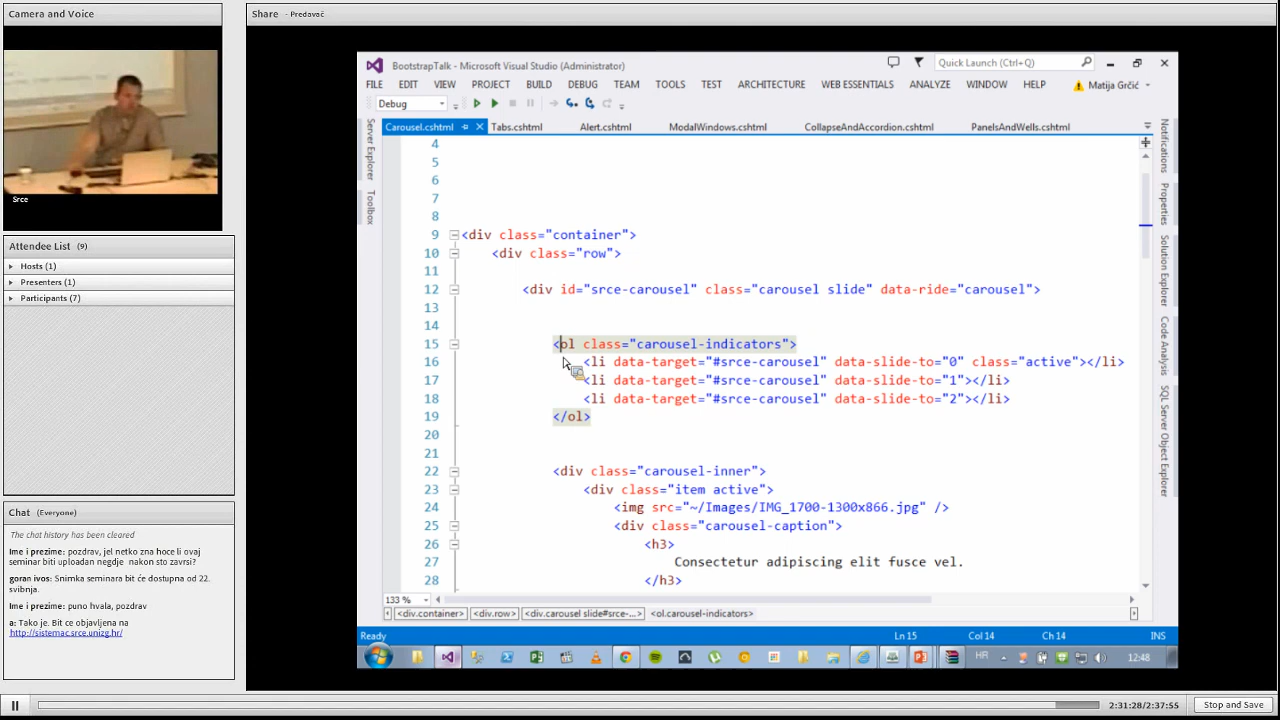 Camera and Voice
Srce
Attendee List (9)
Hosts (1)
Presenters (1)
Participants (7)
Chat (Everyone)
The chat history has been cleared
Ime i prezime: pozdrav, jel netko zna hoce li ovaj
seminar biti uploadan negdje nakon sto zavrsi?
goran ivos: Snimka seminara bit će dostupna od 22.
svibnja.
Ime i prezime: puno hvala, pozdrav
a: Tako je. Bit ce objavljena na
http://sistemac.srce.unizg.hr/
Share - Predavač
BootstrapTalk - Microsoft Visual Studio (Administrator)
Quick Launch (Ctrl+Q)
FILE EDIT VIEW PROJECT BUILD DEBUG TEAM TOOLS TEST ARCHITECTURE WEB ESSENTIALS ANALYZE WINDOW HELP Matija Grčić
Debug
Carousel.cshtml Tabs.cshtml Alert.cshtml ModalWindows.cshtml CollapseAndAccordion.cshtml PanelsAndWells.cshtml
Server Explorer
Toolbox
4
5
6
7
8
9 <div class="container">
10 <div class="row">
11
12 <div id="srce-carousel" class="carousel slide" data-ride="carousel">
13
14
15 <ol class="carousel-indicators">
16 <li data-target="#srce-carousel" data-slide-to="0" class="active"></li>
17 <li data-target="#srce-carousel" data-slide-to="1"></li>
18 <li data-target="#srce-carousel" data-slide-to="2"></li>
19 </ol>
20
21
22 <div class="carousel-inner">
23 <div class="item active">
24 <img src="~/Images/IMG_1700-1300x866.jpg" />
25 <div class="carousel-caption">
26 <h3>
27 Consectetur adipiscing elit fusce vel.
28 </h3>
Notifications
Properties
Solution Explorer
Code Analysis
SQL Server Object Explorer
133 %
<div.container> <div.row> <div.carousel slide#srce-...> <ol.carousel-indicators>
Ready Ln 15 Col 14 Ch 14 INS
HR 12:48
2:31:28/2:37:55 Stop and Save